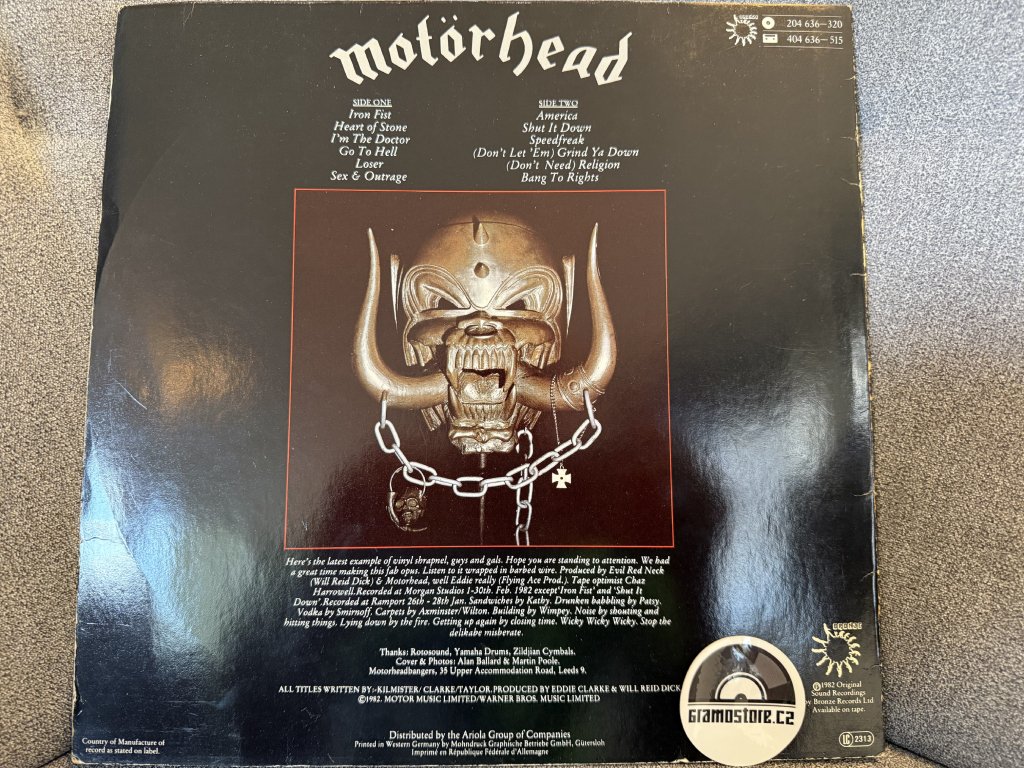 motörhead
BRONZE
204 636-320
404 636-515
SIDE ONE
Iron Fist
Heart of Stone
I'm The Doctor
Go To Hell
Loser
Sex & Outrage
SIDE TWO
America
Shut It Down
Speedfreak
(Don't Let 'Em) Grind Ya Down
(Don't Need) Religion
Bang To Rights
Here's the latest example of vinyl shrapnel, guys and gals. Hope you are standing to attention. We had
a great time making this fab opus. Listen to it wrapped in barbed wire. Produced by Evil Red Neck
(Will Reid Dick) & Motorhead, well Eddie really (Flying Ace Prod.). Tape optimist Chaz
Harrowell.Recorded at Morgan Studios 1-30th. Feb. 1982 except 'Iron Fist' and 'Shut It
Down'. Recorded at Ramport 26th - 28th Jan. Sandwiches by Kathy. Drunken babbling by Patsy.
Vodka by Smirnoff. Carpets by Axminster/Wilton. Building by Wimpey. Noise by shouting and
hitting things. Lying down by the fire. Getting up again by closing time. Wicky Wicky Wicky. Stop the
delikabe misberate.
Thanks: Rotosound, Yamaha Drums, Zildjian Cymbals.
Cover & Photos: Alan Ballard & Martin Poole.
Motorheadbangers, 35 Upper Accommodation Road, Leeds 9.
ALL TITLES WRITTEN BY:- KILMISTER/ CLARKE/TAYLOR. PRODUCED BY EDDIE CLARKE & WILL REID DICK
©1982. MOTOR MUSIC LIMITED/WARNER BROS. MUSIC LIMITED
Distributed by the Ariola Group of Companies
Printed in Western Germany by Mohndruck Graphische Betriebe GmbH, Gütersloh
Imprimé en République Fédérale d'Allemagne
Country of Manufacture of
record as stated on label.
BRONZE
℗1982 Original
Sound Recordings
by Bronze Records Ltd
Available on tape.
LC 2313
Gramostore.cz